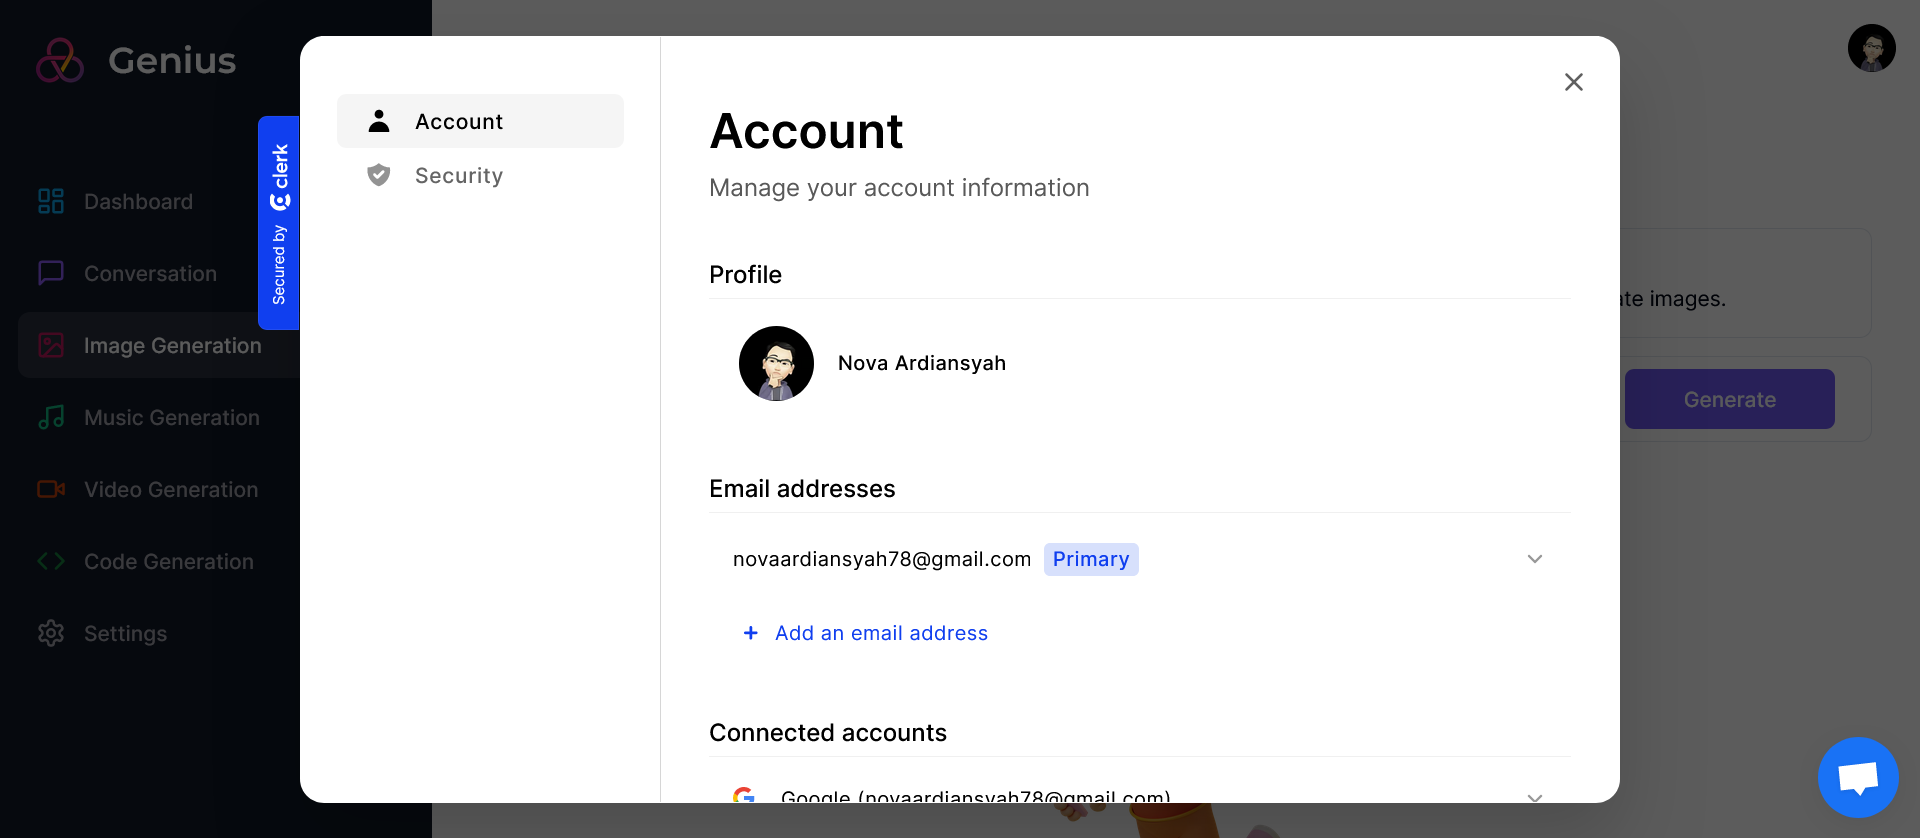 Genius
Dashboard
Conversation
Image Generation
Music Generation
Video Generation
Code Generation
Settings
Secured by clerk
Account
Security
Account
Manage your account information
Profile
Nova Ardiansyah
Email addresses
novaardiansyah78@gmail.com Primary
+ Add an email address
Connected accounts
Google (novaardiansyah78@gmail.com)
images.
Generate